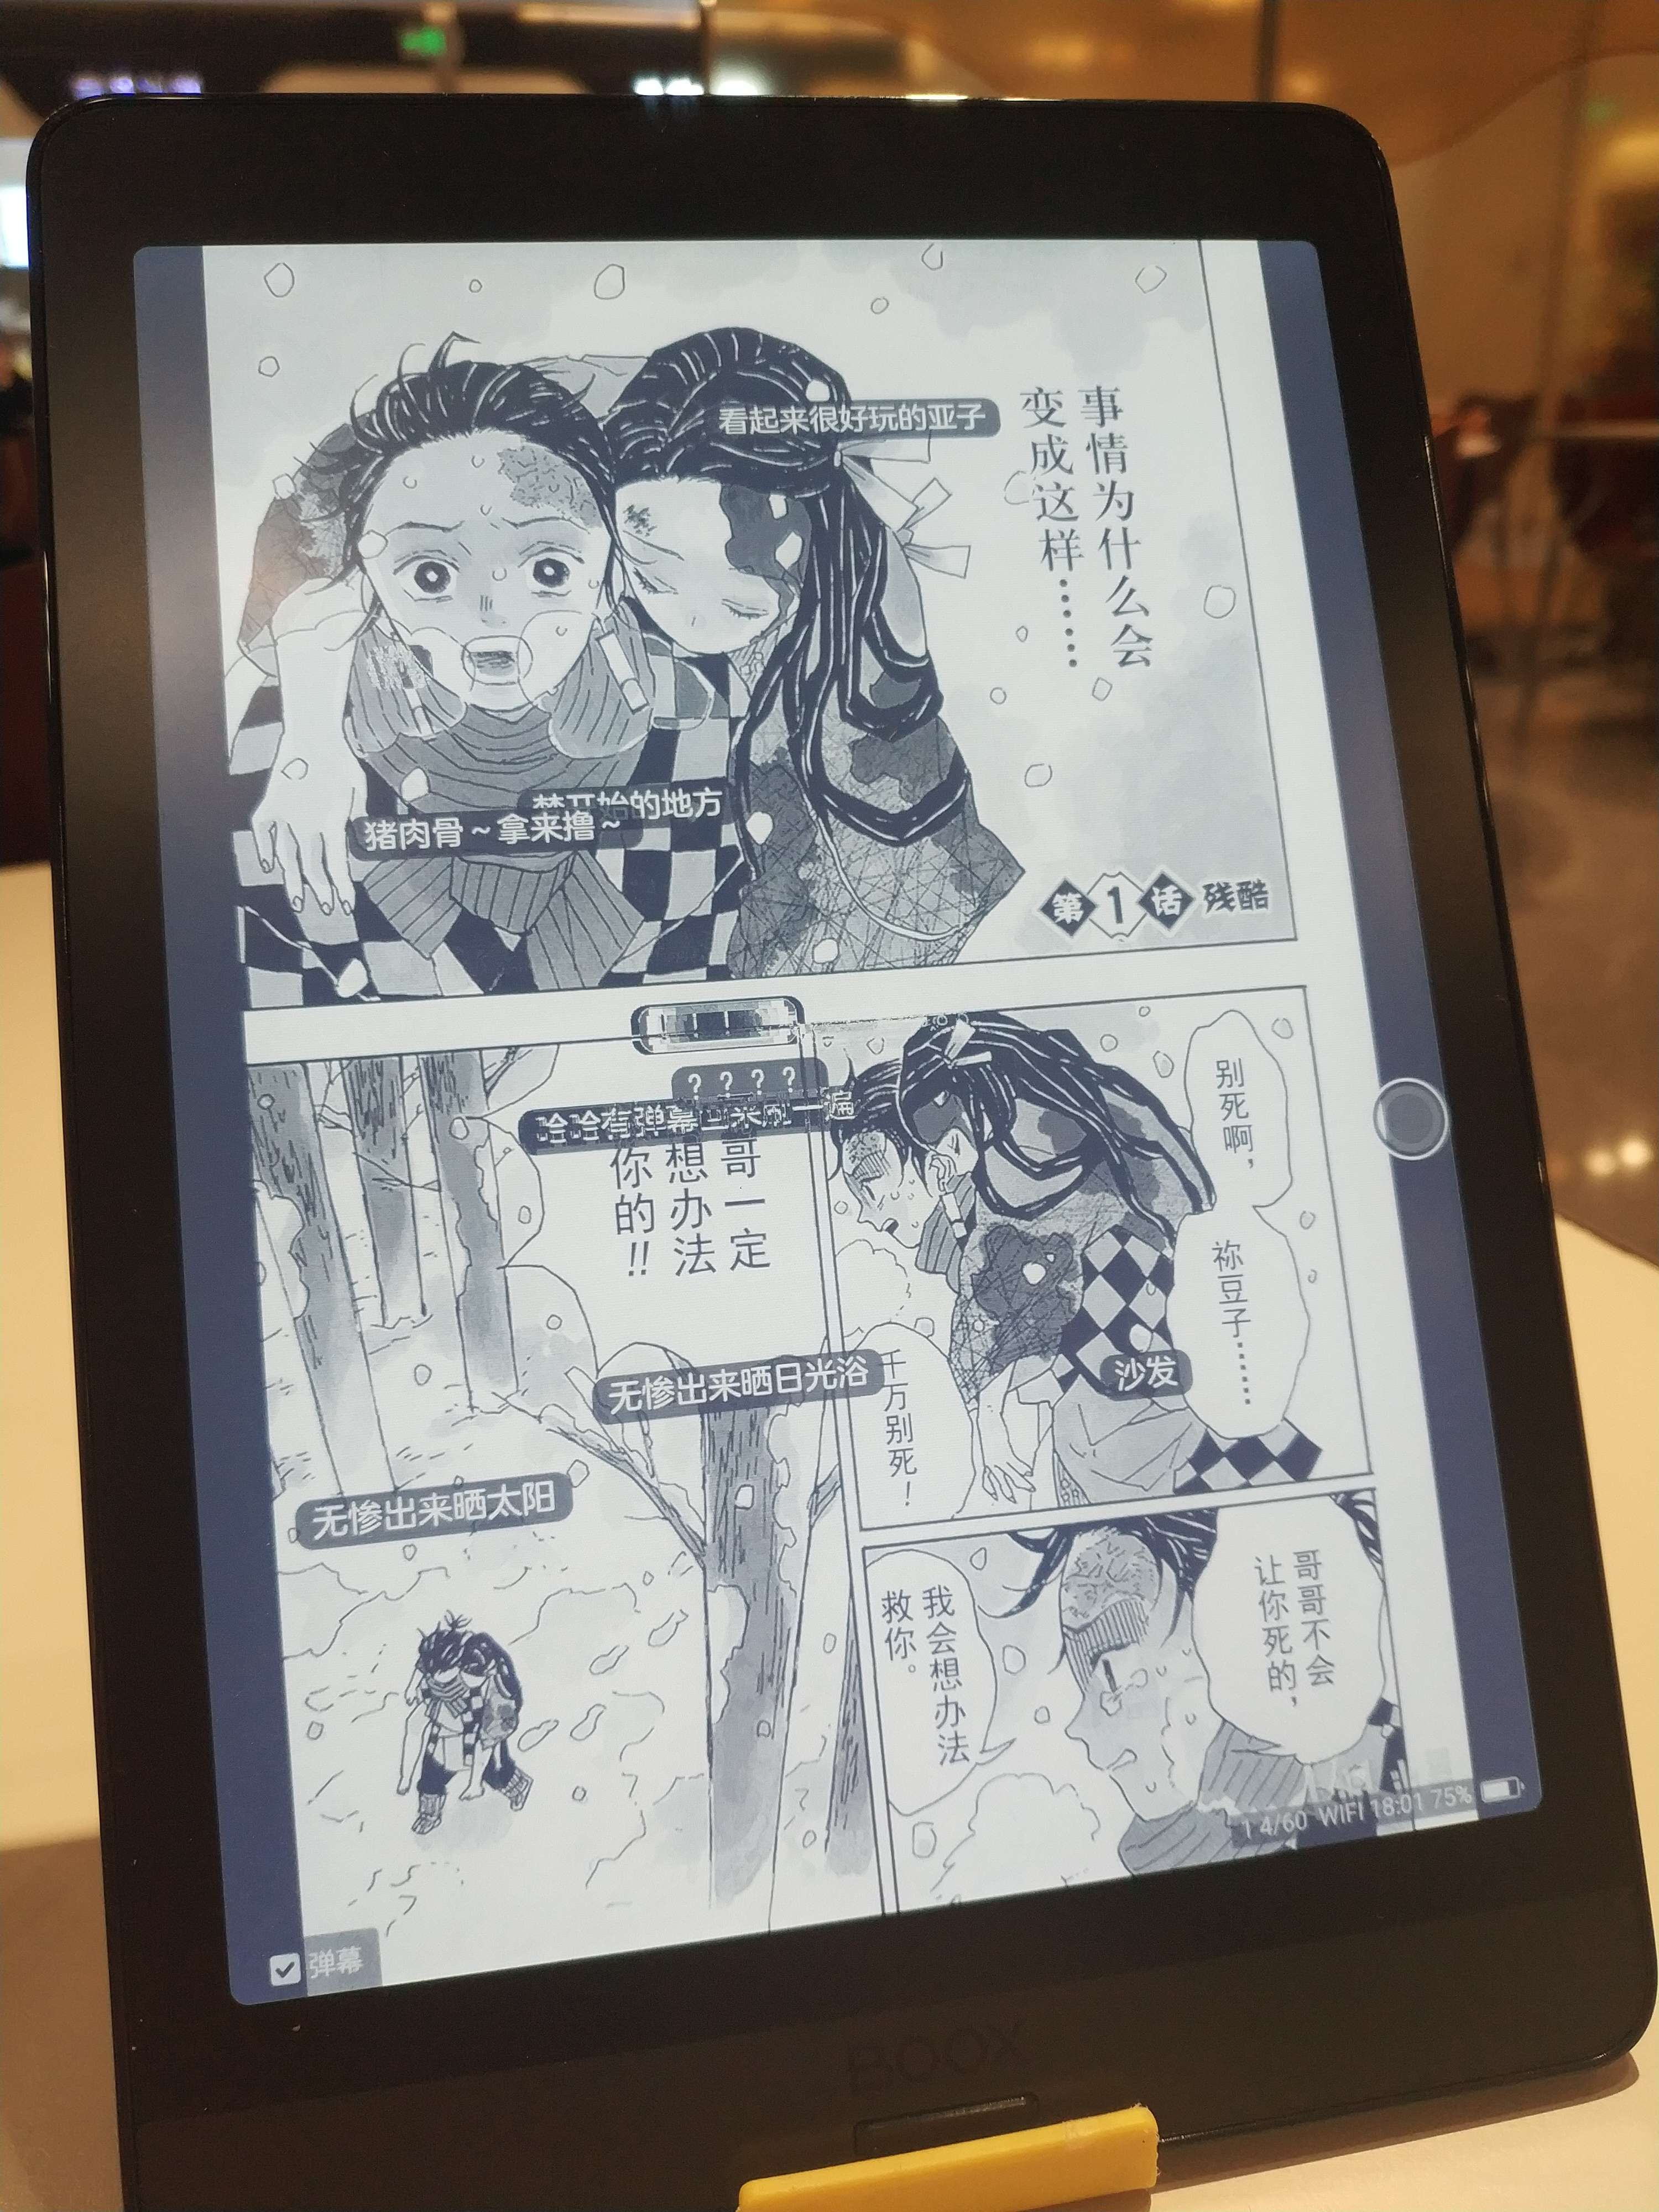 事情为什么会
变成这样……
看起来很好玩的亚子
梦开始的地方
猪肉骨～拿来撸～
第1话 残酷
别死啊，
祢豆子……
千万别死！
沙发
????
哈哈有弹幕回来刷一遍
哥一定
想办法
你的!!
无惨出来晒日光浴
无惨出来晒太阳
哥哥不会
让你死的，
我会想办法
救你。
1 4/60 WIFI 18:01 75%
弹幕
BOOX